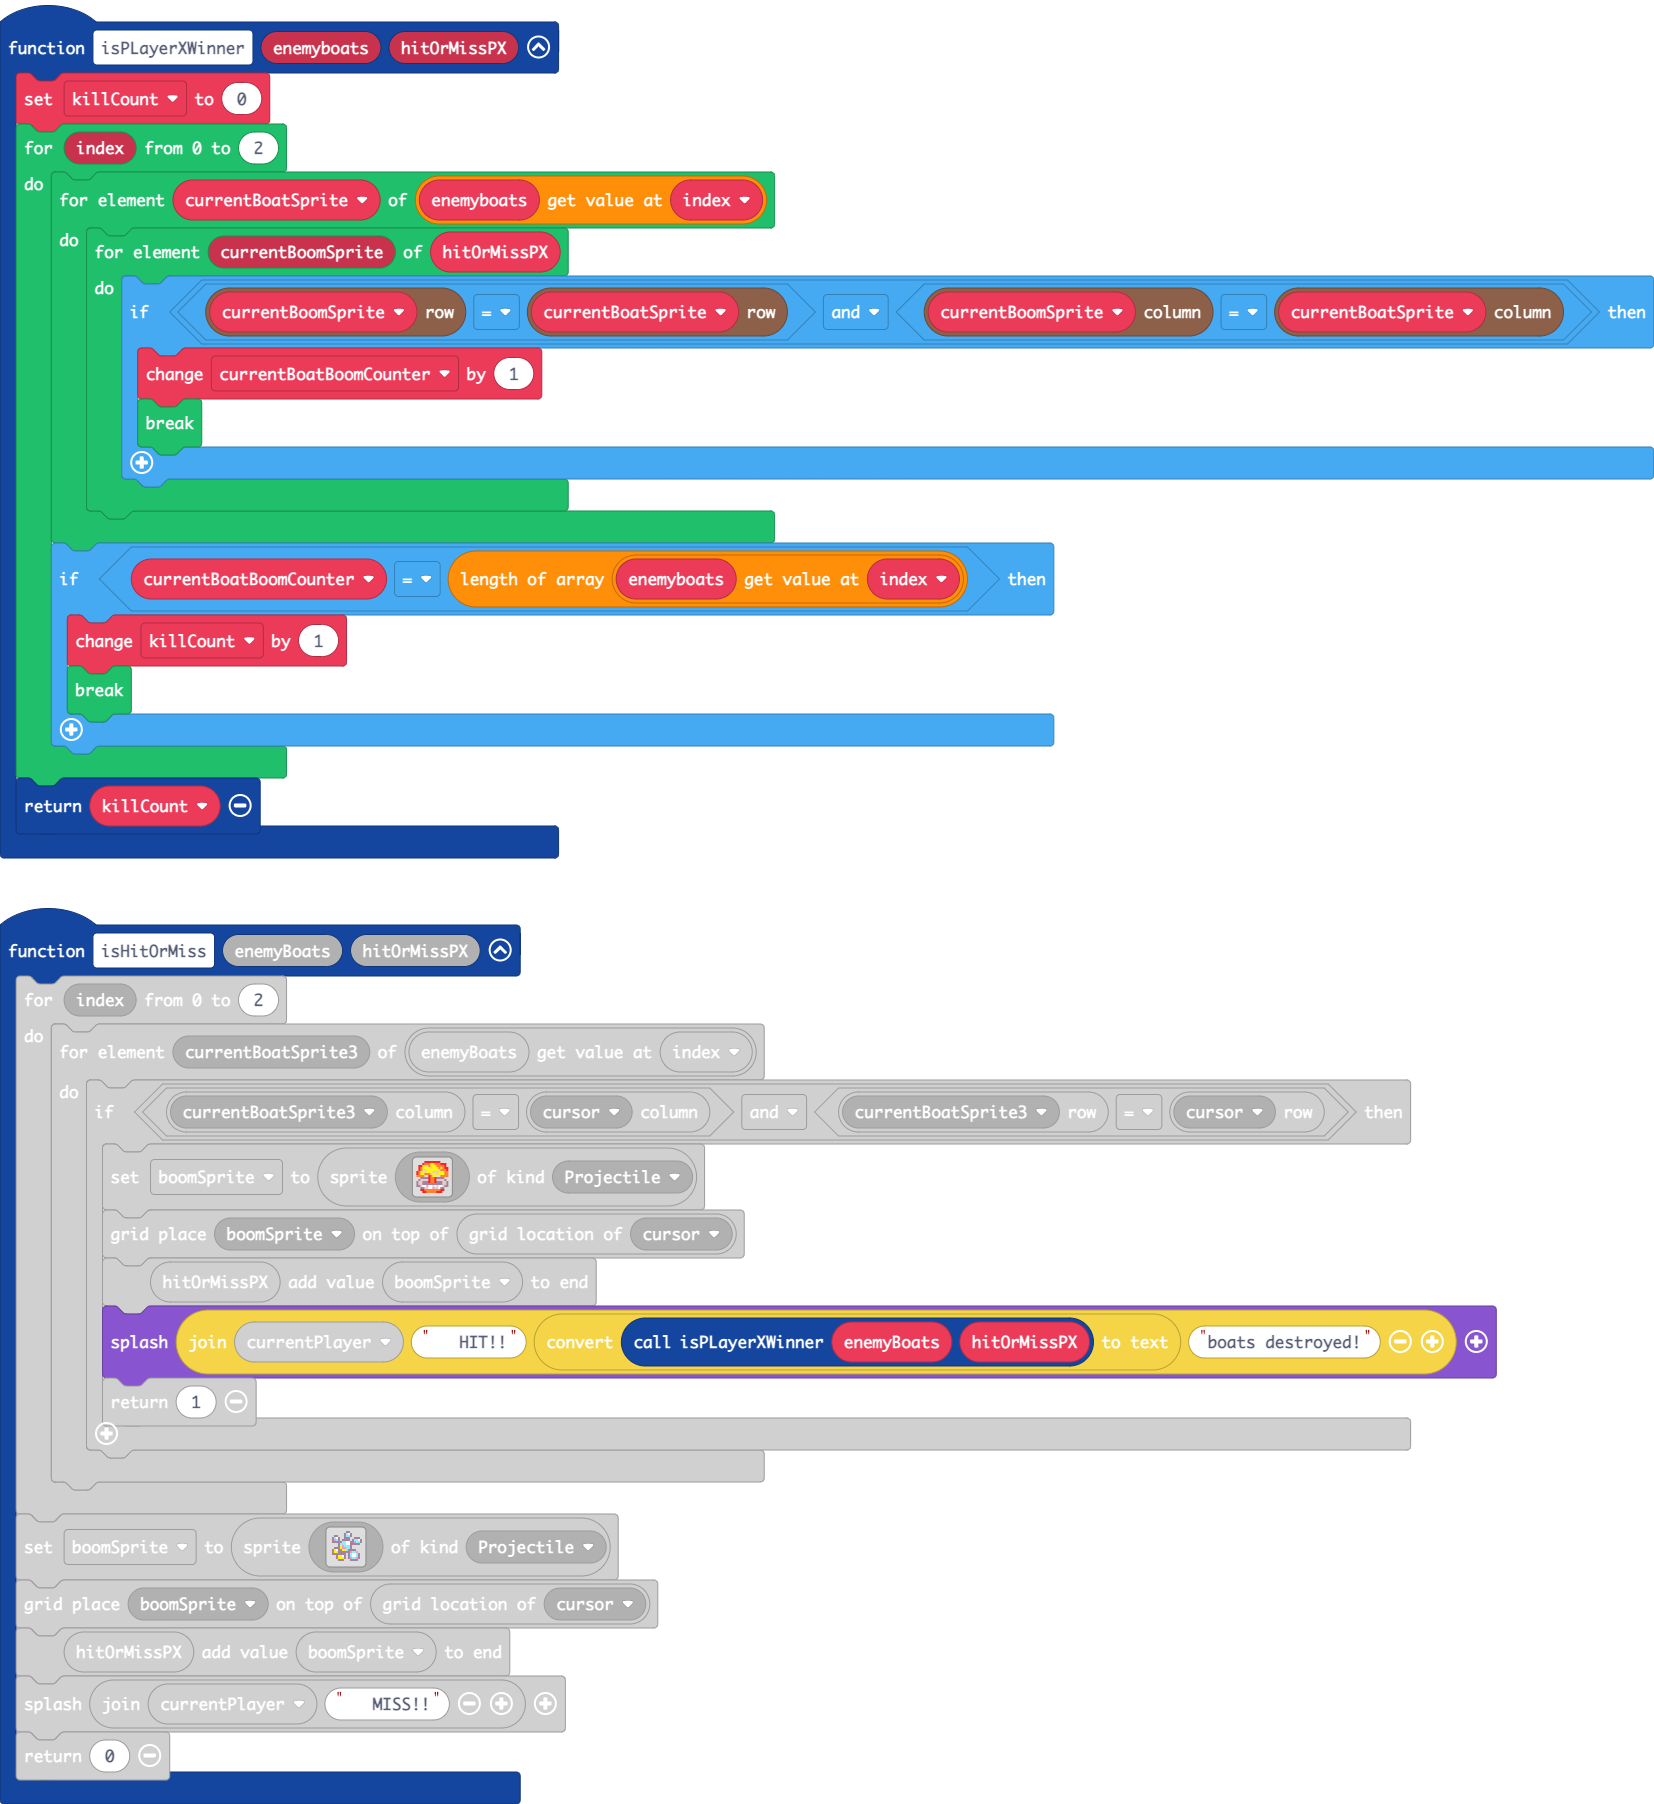 function isPLayerXWinner enemyboats hitOrMissPX
set killCount to 0
for index from 0 to 2
do for element currentBoatSprite of enemyboats get value at index
do for element currentBoomSprite of hitOrMissPX
do if currentBoomSprite row = currentBoatSprite row and currentBoomSprite column = currentBoatSprite column then
change currentBoatBoomCounter by 1
break
if currentBoatBoomCounter = length of array enemyboats get value at index then
change killCount by 1
break
return killCount
function isHitOrMiss enemyBoats hitOrMissPX
for index from 0 to 2
do for element currentBoatSprite3 of enemyBoats get value at index
do if currentBoatSprite3 column = cursor column and currentBoatSprite3 row = cursor row then
set boomSprite to sprite of kind Projectile
grid place boomSprite on top of grid location of cursor
hitOrMissPX add value boomSprite to end
splash join currentPlayer " HIT!!" convert call isPLayerXWinner enemyBoats hitOrMissPX to text "boats destroyed!"
return 1
set boomSprite to sprite of kind Projectile
grid place boomSprite on top of grid location of cursor
hitOrMissPX add value boomSprite to end
splash join currentPlayer " MISS!!"
return 0